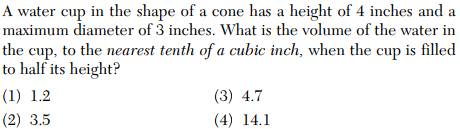 A water cup in the shape of a cone has a height of 4 inches and a
maximum diameter of 3 inches. What is the volume of the water in
the cup, to the nearest tenth of a cubic inch, when the cup is filled
to half its height?
(1) 1.2 (3) 4.7
(2) 3.5 (4) 14.1